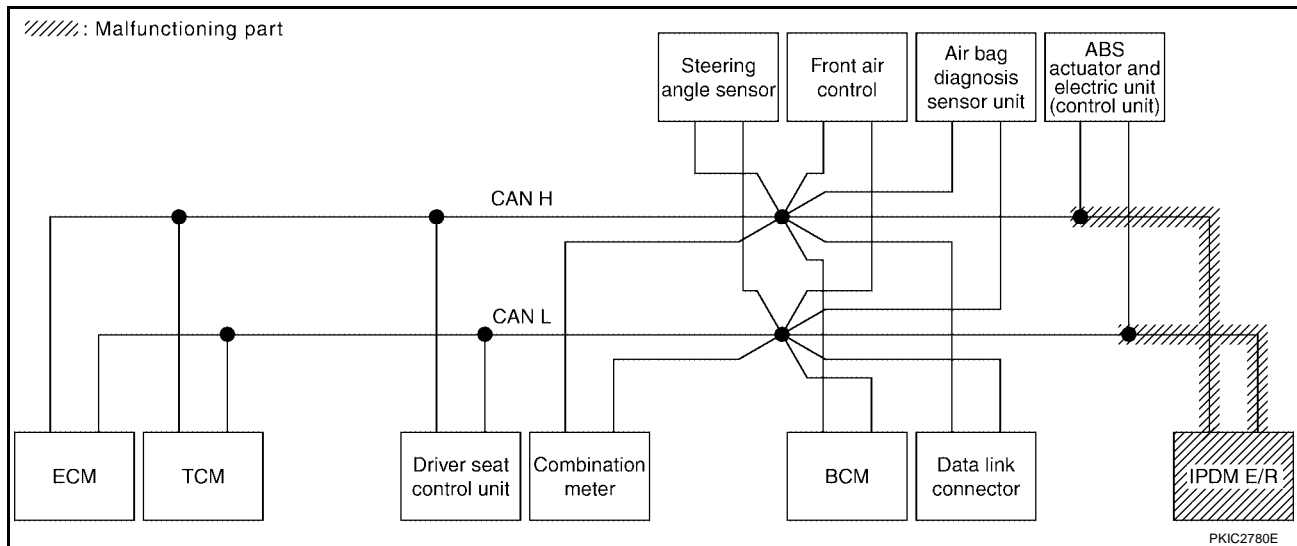 : Malfunctioning part
Steering
angle sensor
Front air
control
Air bag
diagnosis
sensor unit
ABS
actuator and
electric unit
(control unit)
CAN H
CAN L
ECM
TCM
Driver seat
control unit
Combination
meter
BCM
Data link
connector
IPDM E/R
PKIC2780E